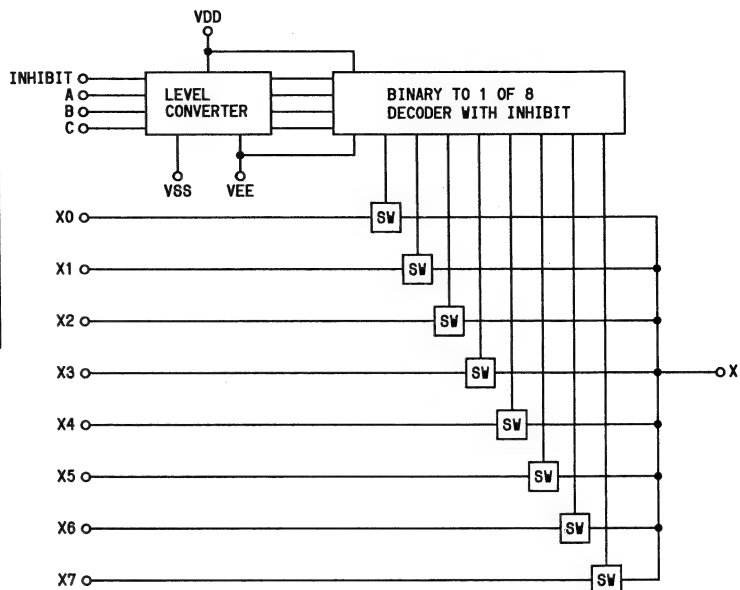 VDD
INHIBIT
A
B
C
LEVEL
CONVERTER
BINARY TO 1 OF 8
DECODER WITH INHIBIT
VSS
VEE
X0
SW
X1
SW
X2
SW
X3
SW
X
X4
SW
X5
SW
X6
SW
X7
SW